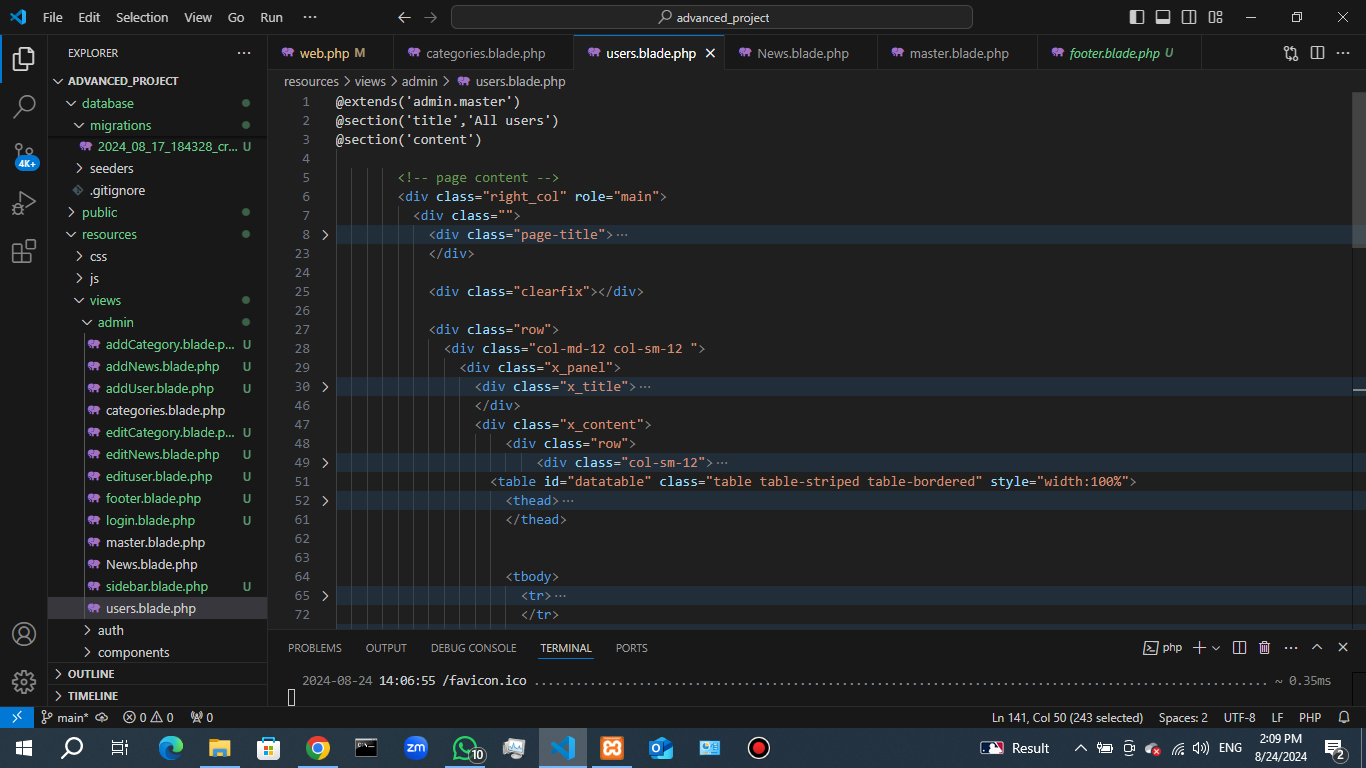 File Edit Selection View Go Run ··· advanced_project
EXPLORER ···
ADVANCED_PROJECT
database
migrations
2024_08_17_184328_cr... U
seeders
.gitignore
public
resources
css
js
views
admin
addCategory.blade.p... U
addNews.blade.php U
addUser.blade.php U
categories.blade.php
editCategory.blade.p... U
editNews.blade.php U
edituser.blade.php U
footer.blade.php U
login.blade.php U
master.blade.php
News.blade.php
sidebar.blade.php U
users.blade.php
auth
components
OUTLINE
TIMELINE
4K+
web.php M categories.blade.php users.blade.php News.blade.php master.blade.php footer.blade.php U ···
resources > views > admin > users.blade.php
1 @extends('admin.master')
2 @section('title','All users')
3 @section('content')
4
5 <!-- page content -->
6 <div class="right_col" role="main">
7 <div class="">
8 <div class="page-title"> ···
23 </div>
24
25 <div class="clearfix"></div>
26
27 <div class="row">
28 <div class="col-md-12 col-sm-12 ">
29 <div class="x_panel">
30 <div class="x_title"> ···
46 </div>
47 <div class="x_content">
48 <div class="row">
49 <div class="col-sm-12"> ···
51 <table id="datatable" class="table table-striped table-bordered" style="width:100%">
52 <thead> ···
61 </thead>
62
63
64 <tbody>
65 <tr> ···
72 </tr>
PROBLEMS OUTPUT DEBUG CONSOLE TERMINAL PORTS php ···
2024-08-24 14:06:55 /favicon.ico .............................................................................................. ~ 0.35ms
main* 0 0 0 Ln 141, Col 50 (243 selected) Spaces: 2 UTF-8 LF PHP
zm 10 Result ENG 2:09 PM
8/24/2024 2